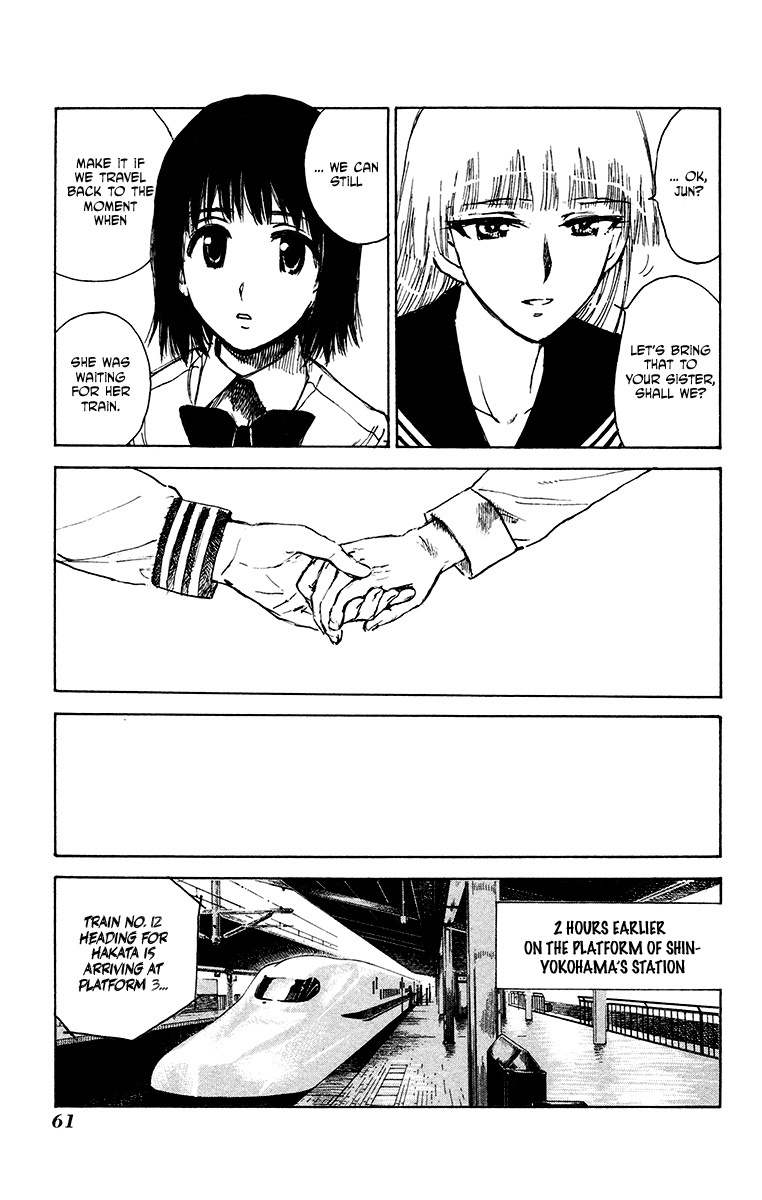 ... OK,
JUN?
LET'S BRING
THAT TO
YOUR SISTER,
SHALL WE?
... WE CAN
STILL
MAKE IT IF
WE TRAVEL
BACK TO THE
MOMENT
WHEN
SHE WAS
WAITING
FOR HER
TRAIN.
2 HOURS EARLIER
ON THE PLATFORM OF SHIN-
YOKOHAMA'S STATION
TRAIN NO. 12
HEADING FOR
HAKATA IS
ARRIVING AT
PLATFORM 3...
61